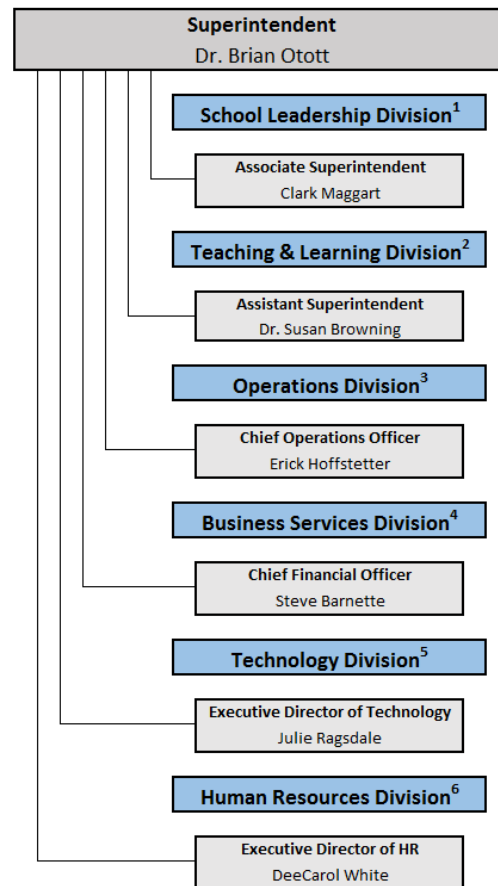 Superintendent
Dr. Brian Otott
School Leadership Division¹
Associate Superintendent
Clark Maggart
Teaching & Learning Division²
Assistant Superintendent
Dr. Susan Browning
Operations Division³
Chief Operations Officer
Erick Hoffstetter
Business Services Division⁴
Chief Financial Officer
Steve Barnette
Technology Division⁵
Executive Director of Technology
Julie Ragsdale
Human Resources Division⁶
Executive Director of HR
DeeCarol White